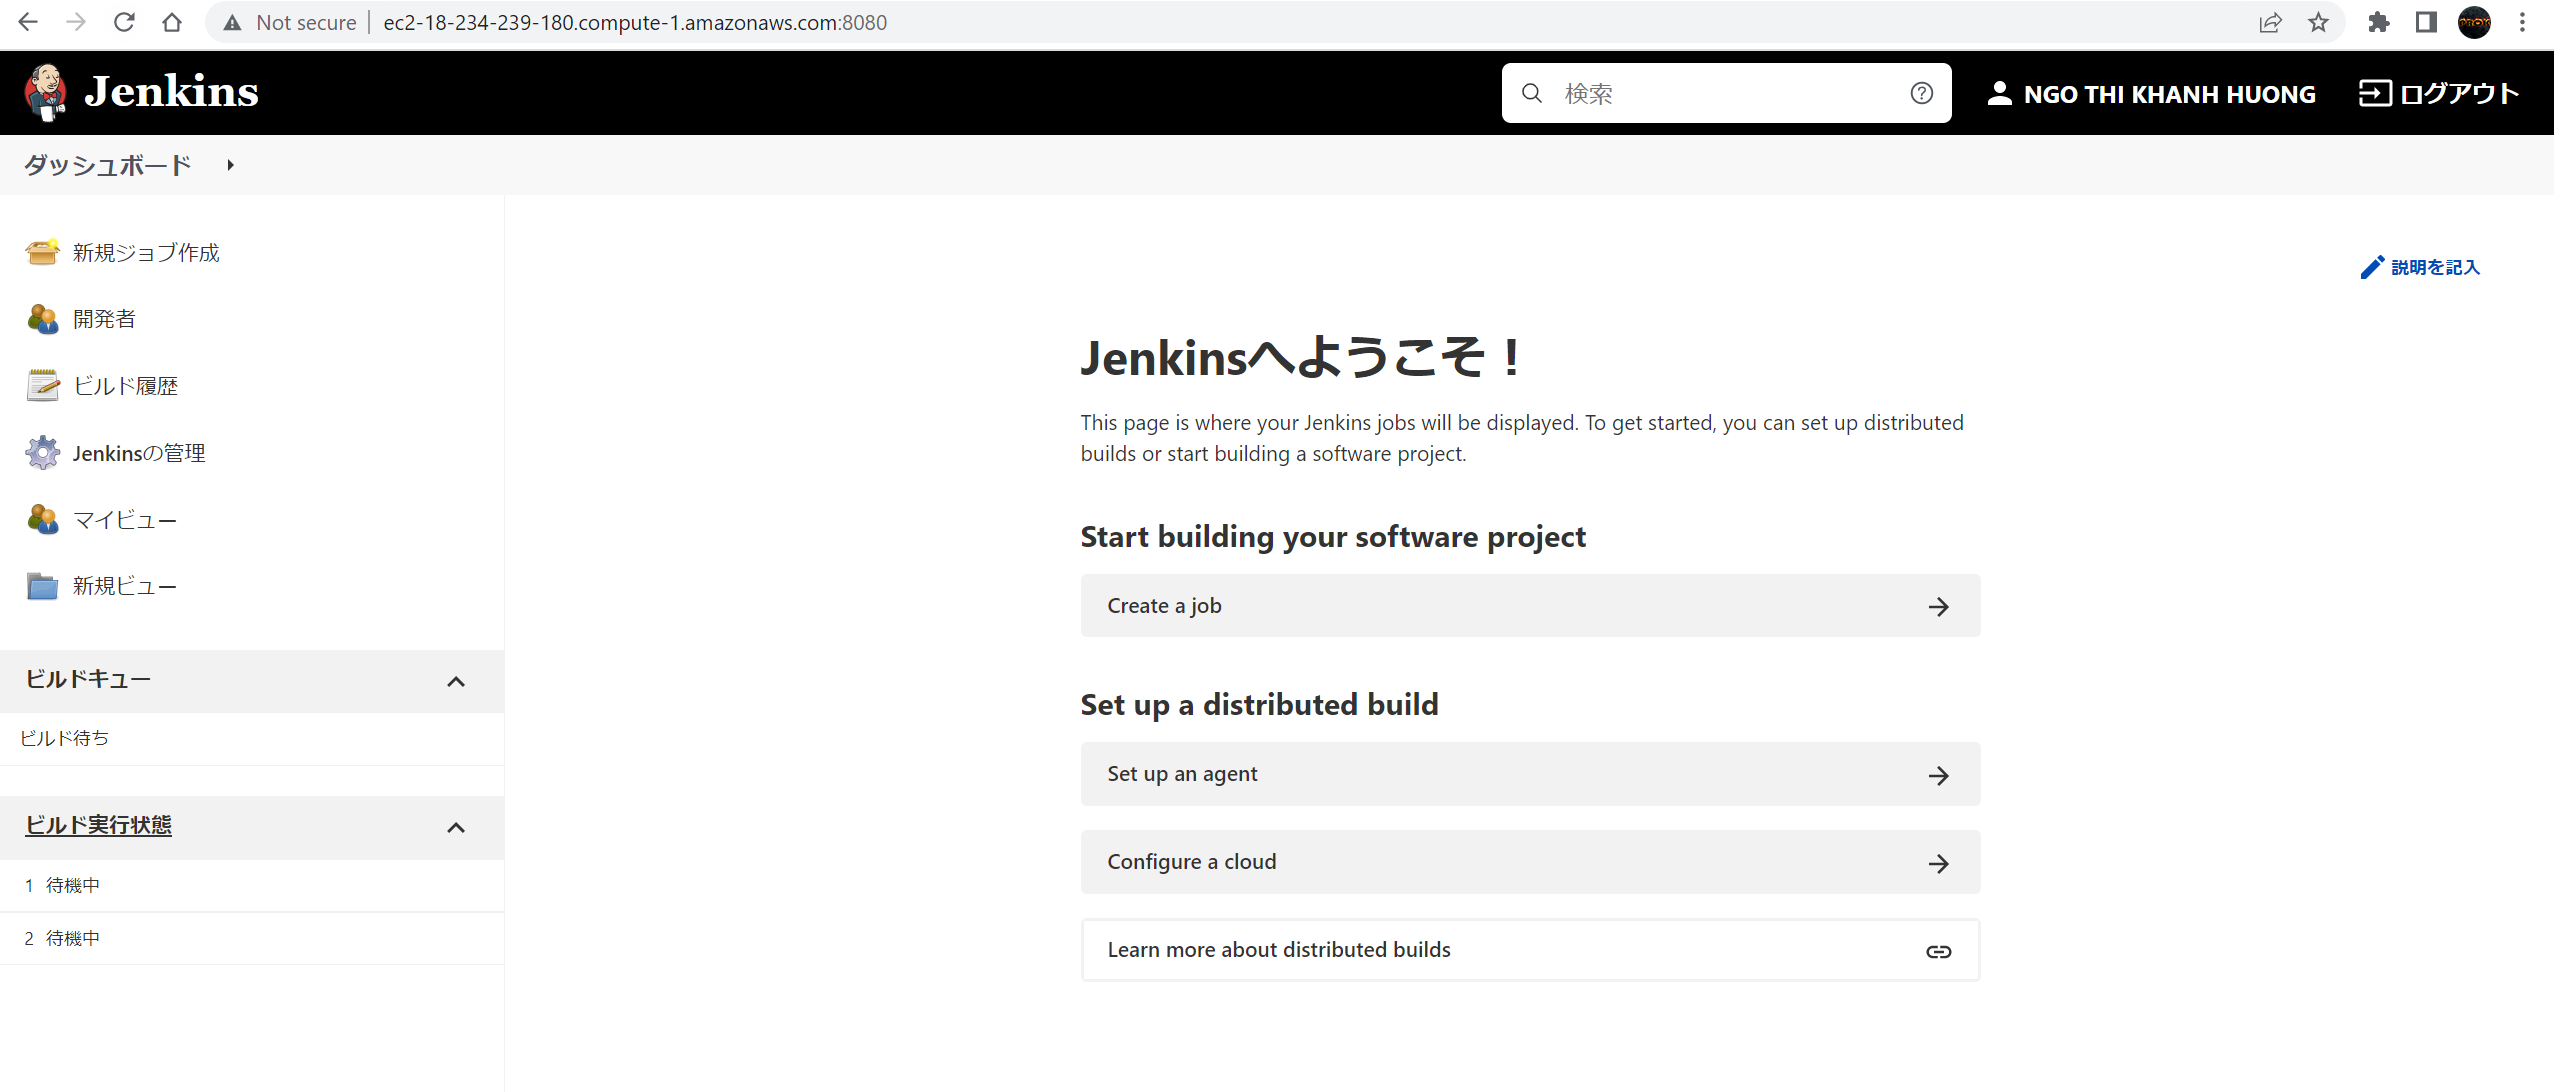 Not secure
ec2-18-234-239-180.compute-1.amazonaws.com:8080
Jenkins
検索
NGO THI KHANH HUONG
ログアウト
ダッシュボード
新規ジョブ作成
開発者
ビルド履歴
Jenkinsの管理
マイビュー
新規ビュー
ビルドキュー
ビルド待ち
ビルド実行状態
1 待機中
2 待機中
説明を記入
Jenkinsへようこそ！
This page is where your Jenkins jobs will be displayed. To get started, you can set up distributed
builds or start building a software project.
Start building your software project
Create a job
Set up a distributed build
Set up an agent
Configure a cloud
Learn more about distributed builds